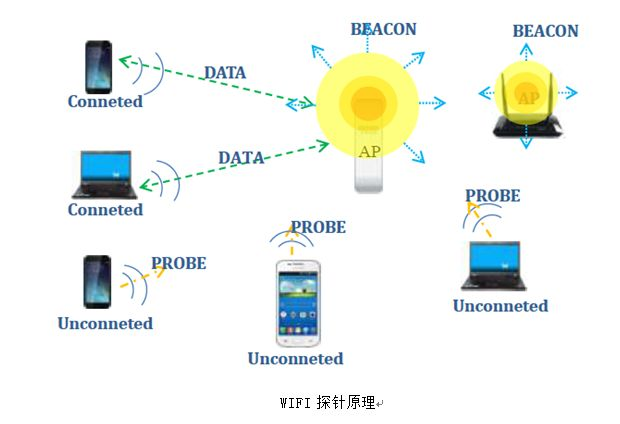 BEACON
BEACON
DATA
AP
Conneted
AP
DATA
PROBE
Conneted
PROBE
PROBE
Unconneted
Unconneted
Unconneted
WIFI 探针原理